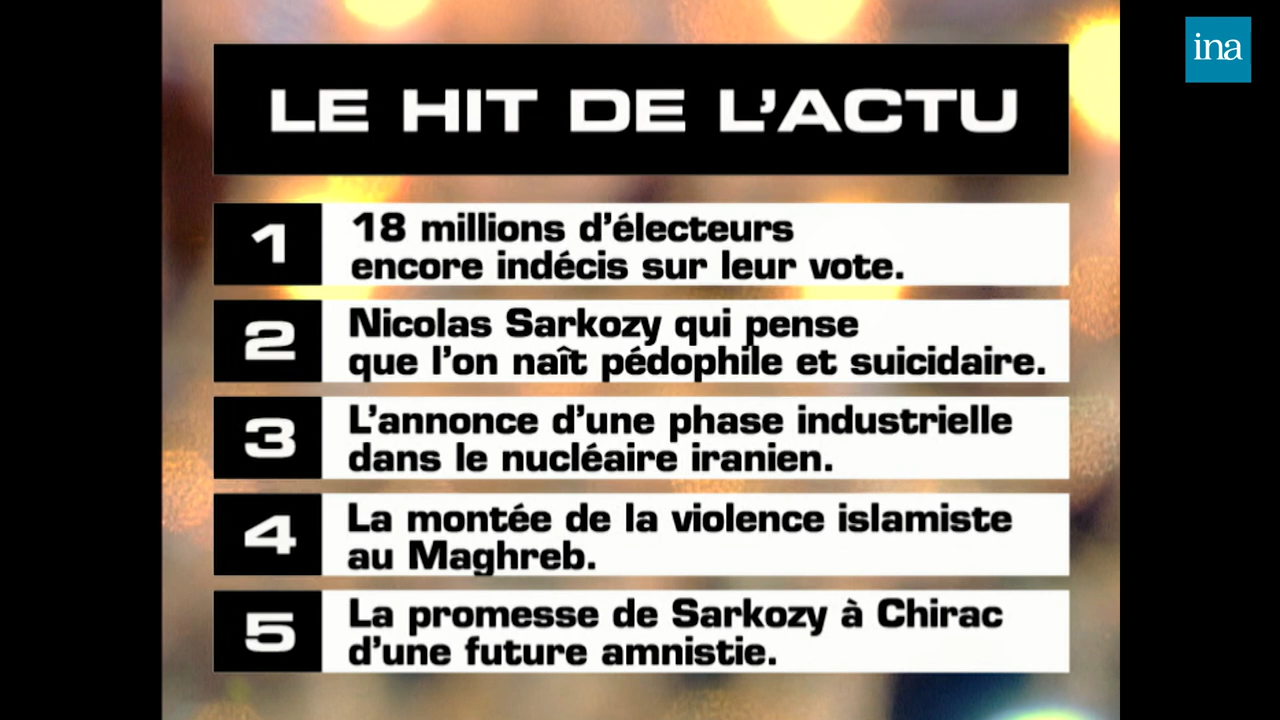 ina
LE HIT DE L'ACTU
1
18 millions d'électeurs
encore indécis sur leur vote.
2
Nicolas Sarkozy qui pense
que l'on naît pédophile et suicidaire.
3
L'annonce d'une phase industrielle
dans le nucléaire iranien.
4
La montée de la violence islamiste
au Maghreb.
5
La promesse de Sarkozy à Chirac
d'une future amnistie.